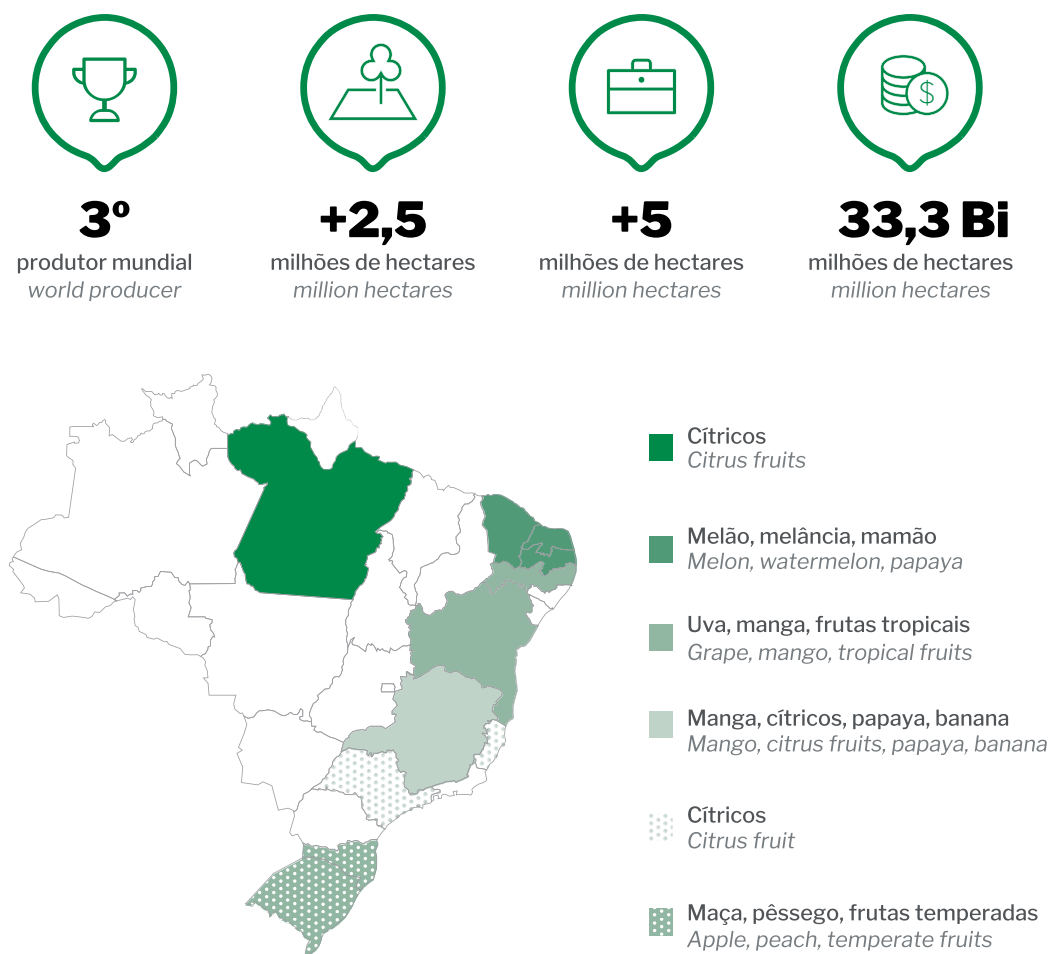 3º
produtor mundial
world producer
+2,5
milhões de hectares
million hectares
+5
milhões de hectares
million hectares
$
33,3 Bi
milhões de hectares
million hectares
Cítricos
Citrus fruits
Melão, melância, mamão
Melon, watermelon, papaya
Uva, manga, frutas tropicais
Grape, mango, tropical fruits
Manga, cítricos, papaya, banana
Mango, citrus fruits, papaya, banana
Cítricos
Citrus fruit
Maça, pêssego, frutas temperadas
Apple, peach, temperate fruits